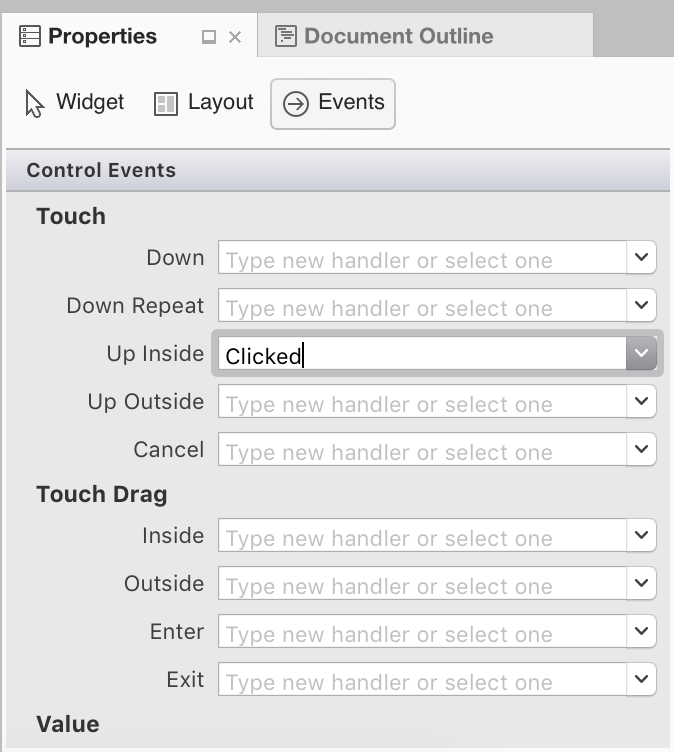 Properties
Document Outline
Widget
Layout
Events
Control Events
Touch
Down Type new handler or select one
Down Repeat Type new handler or select one
Up Inside Clicked
Up Outside Type new handler or select one
Cancel Type new handler or select one
Touch Drag
Inside Type new handler or select one
Outside Type new handler or select one
Enter Type new handler or select one
Exit Type new handler or select one
Value